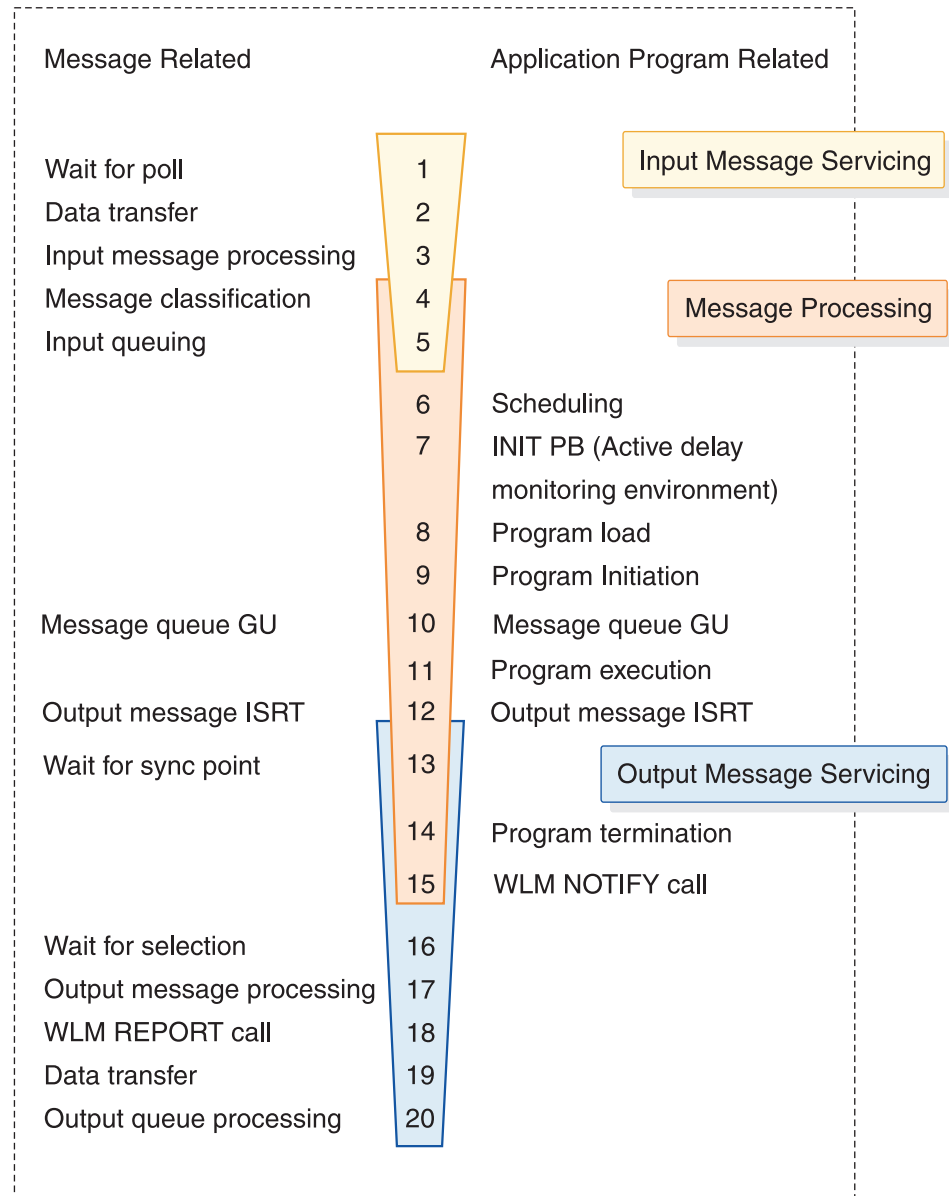 Message Related Application Program Related
Wait for poll 1 Input Message Servicing
Data transfer 2
Input message processing 3
Message classification 4 Message Processing
Input queuing 5
6 Scheduling
7 INIT PB (Active delay
monitoring environment)
8 Program load
9 Program Initiation
Message queue GU 10 Message queue GU
11 Program execution
Output message ISRT 12 Output message ISRT
Wait for sync point 13 Output Message Servicing
14 Program termination
15 WLM NOTIFY call
Wait for selection 16
Output message processing 17
WLM REPORT call 18
Data transfer 19
Output queue processing 20